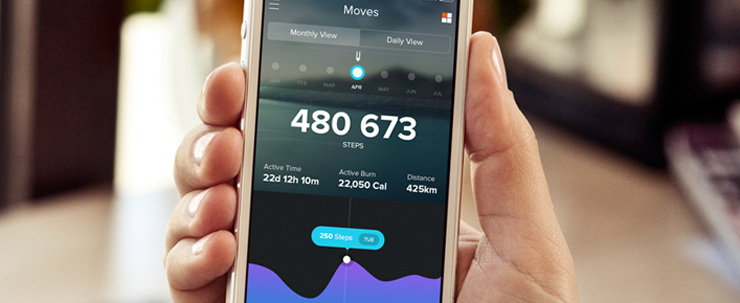 Moves
Monthly View
Daily View
FEB MAR APR MAY JUN JUL
480 673
STEPS
Active Time
22d 12h 10m
Active Burn
22,050 Cal
Distance
425km
250 Steps TUE